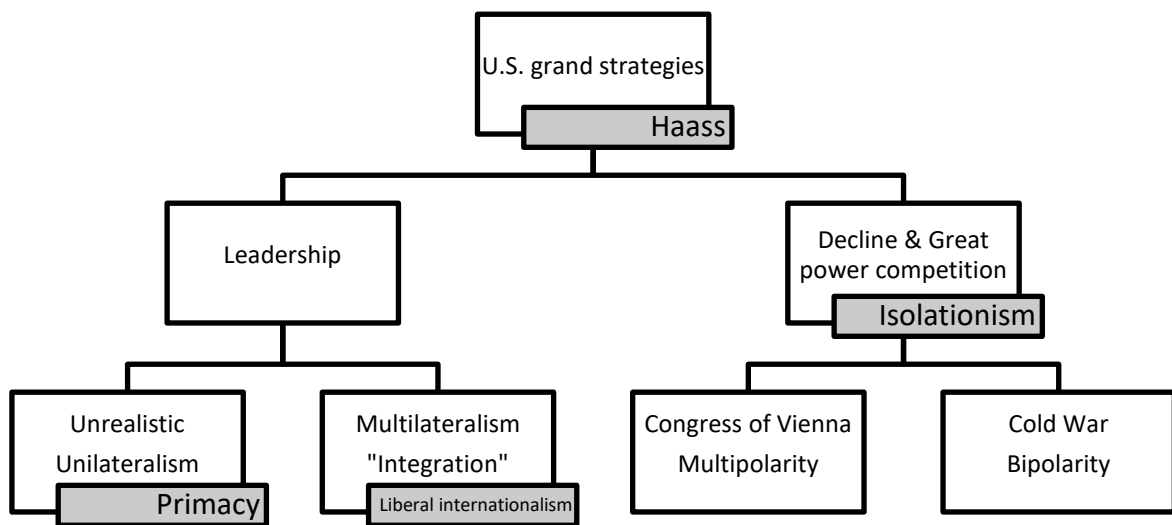 U.S. grand strategies
Haass
Leadership
Decline & Great
power competition
Isolationism
Unrealistic
Unilateralism
Primacy
Multilateralism
"Integration"
Liberal internationalism
Congress of Vienna
Multipolarity
Cold War
Bipolarity